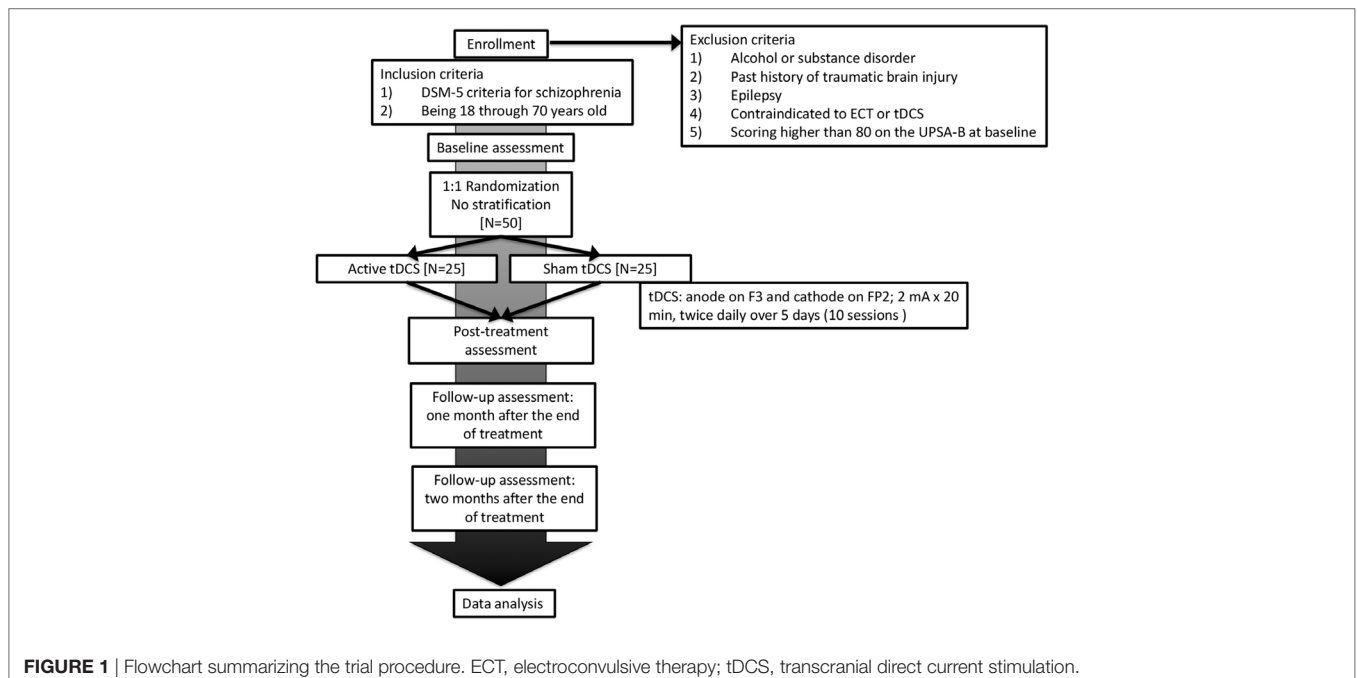 Enrollment
Exclusion criteria
1) Alcohol or substance disorder
2) Past history of traumatic brain injury
3) Epilepsy
4) Contraindicated to ECT or tDCS
5) Scoring higher than 80 on the UPSA-B at baseline
Inclusion criteria
1) DSM-5 criteria for schizophrenia
2) Being 18 through 70 years old
Baseline assessment
1:1 Randomization
No stratification
[N=50]
Active tDCS [N=25]
Sham tDCS [N=25]
tDCS: anode on F3 and cathode on FP2; 2 mA x 20
min, twice daily over 5 days (10 sessions )
Post-treatment
assessment
Follow-up assessment:
one month after the end
of treatment
Follow-up assessment:
two months after the end
of treatment
Data analysis
FIGURE 1 | Flowchart summarizing the trial procedure. ECT, electroconvulsive therapy; tDCS, transcranial direct current stimulation.